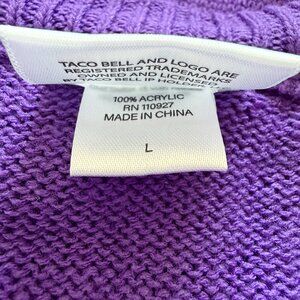 TACO BELL AND LOGO ARE
REGISTERED TRADEMARKS
OWNED AND LICENSED
BY TACO BELL IP HOLDER
100% ACRYLIC
RN 110927
MADE IN CHINA
L